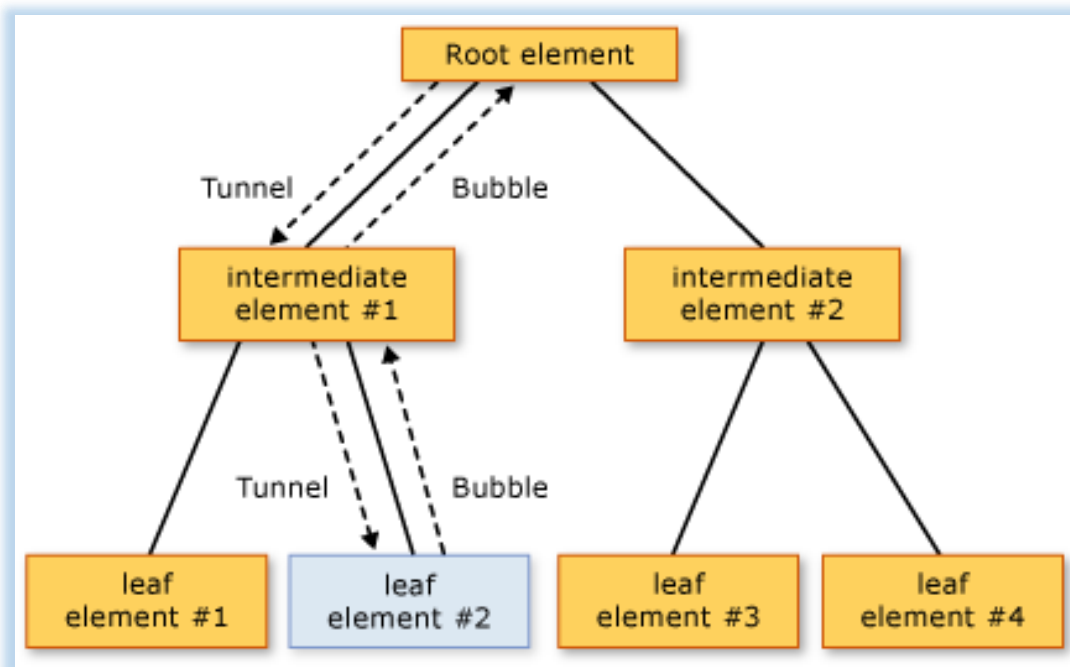 Root element
Tunnel
Bubble
intermediate
element #1
intermediate
element #2
Tunnel
Bubble
leaf
element #1
leaf
element #2
leaf
element #3
leaf
element #4